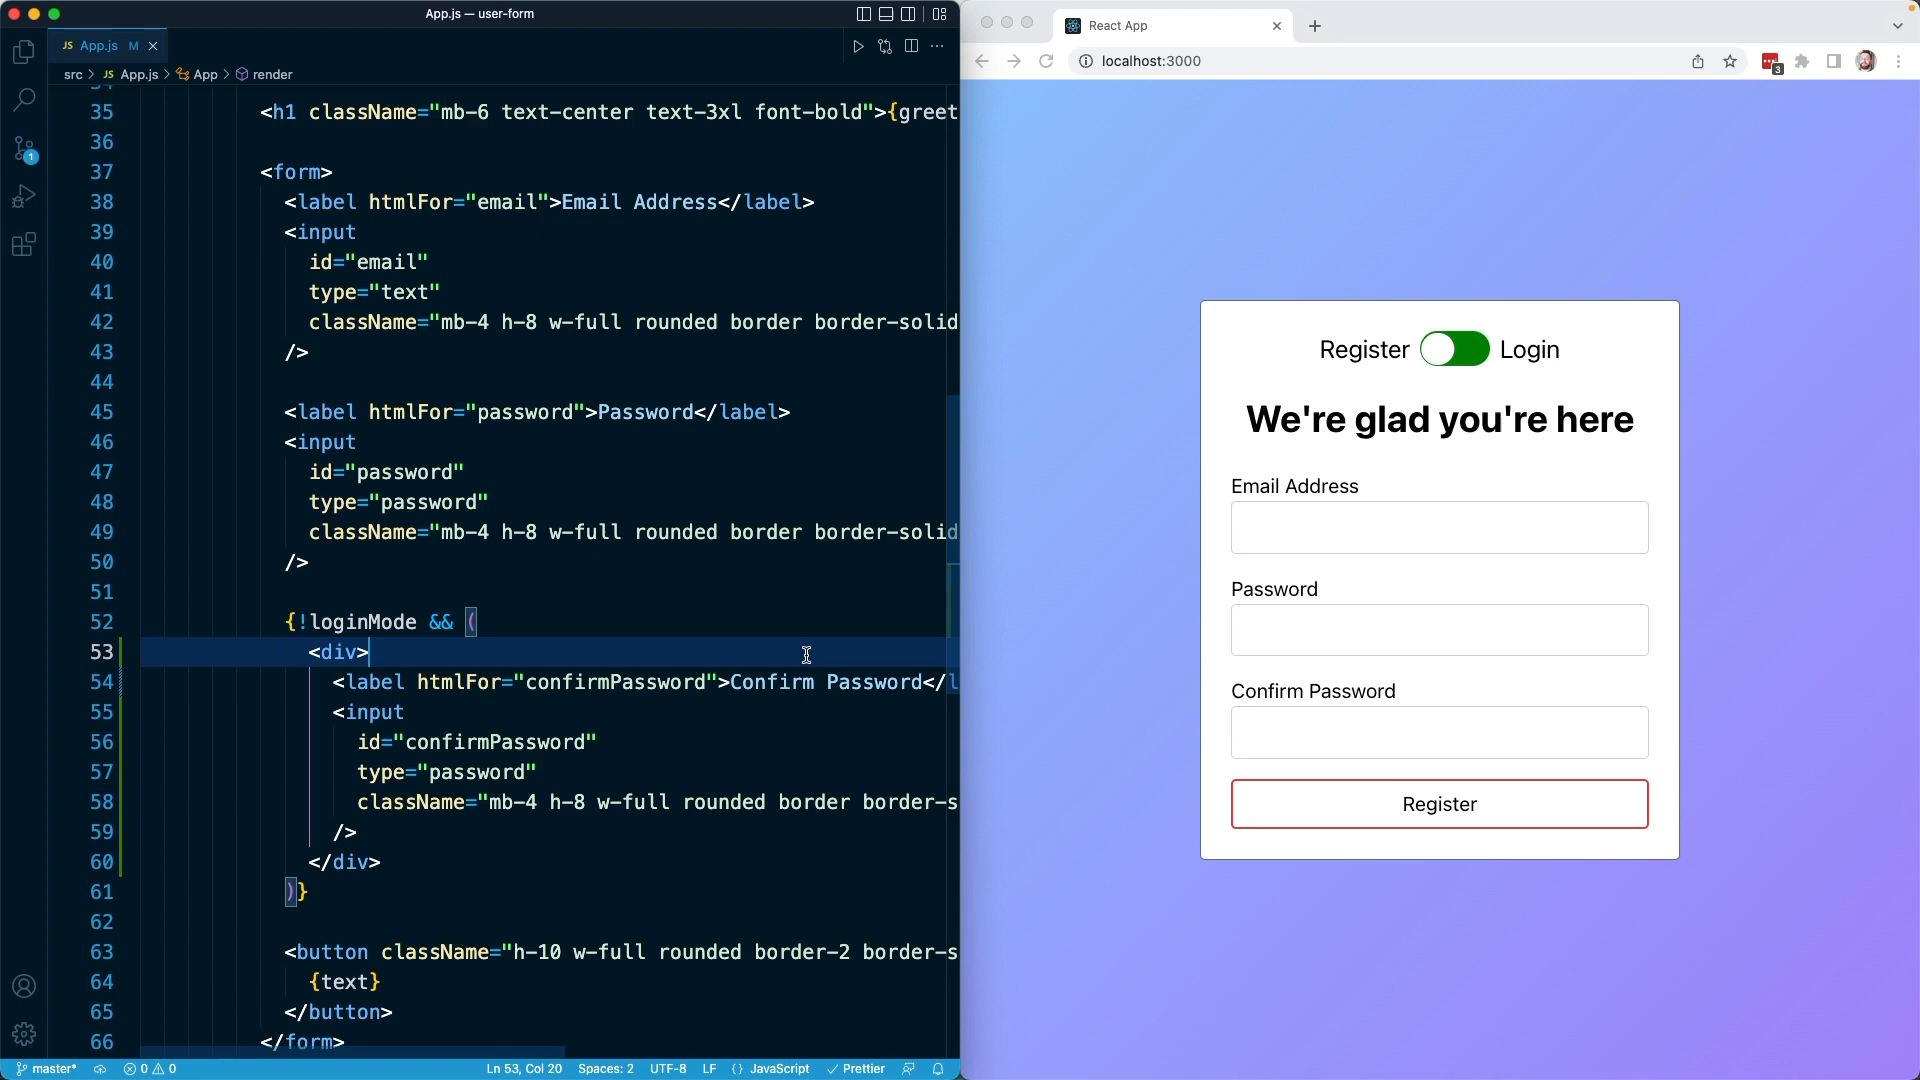 App.js — user-form
JS App.js M
src > JS App.js > App > render
35 <h1 className="mb-6 text-center text-3xl font-bold">{greet
36
37 <form>
38 <label htmlFor="email">Email Address</label>
39 <input
40 id="email"
41 type="text"
42 className="mb-4 h-8 w-full rounded border border-solid
43 />
44
45 <label htmlFor="password">Password</label>
46 <input
47 id="password"
48 type="password"
49 className="mb-4 h-8 w-full rounded border border-solid
50 />
51
52 {!loginMode && (
53 <div>
54 <label htmlFor="confirmPassword">Confirm Password</l
55 <input
56 id="confirmPassword"
57 type="password"
58 className="mb-4 h-8 w-full rounded border border-s
59 />
60 </div>
61 )}
62
63 <button className="h-10 w-full rounded border-2 border-s
64 {text}
65 </button>
66 </form>
1
master* 0 0 Ln 53, Col 20 Spaces: 2 UTF-8 LF {} JavaScript Prettier
React App
localhost:3000
3
Register Login
We're glad you're here
Email Address
Password
Confirm Password
Register